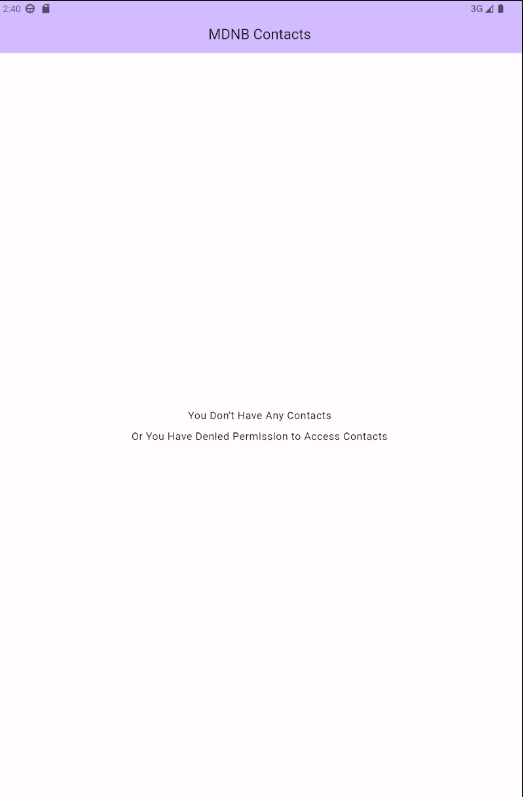 2:40
3G
MDNB Contacts
You Don't Have Any Contacts
Or You Have Denied Permission to Access Contacts